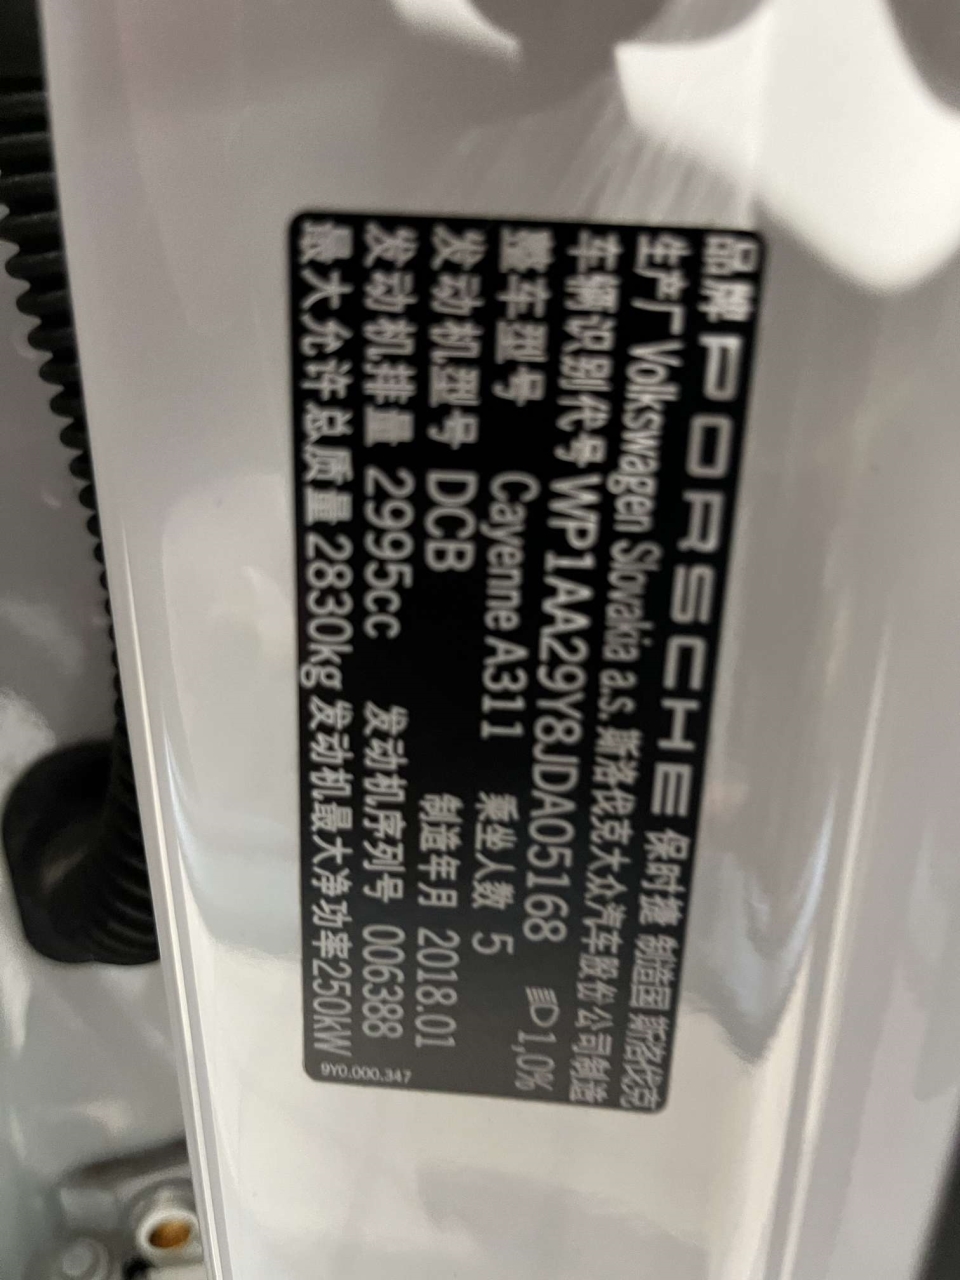 品牌 PORSCHE 保时捷 制造国 斯洛伐克
生产厂 Volkswagen Slovakia a.s. 斯洛伐克大众汽车股份公司制造
车辆识别代号 WP1AA29Y8JDA05168 1,0%
整车型号 Cayenne A311 乘坐人数 5
发动机型号 DCB 制造年月 2018.01
发动机排量 2995cc 发动机序列号 006388
最大允许总质量 2830kg 发动机最大净功率250kW
9Y0.000.347